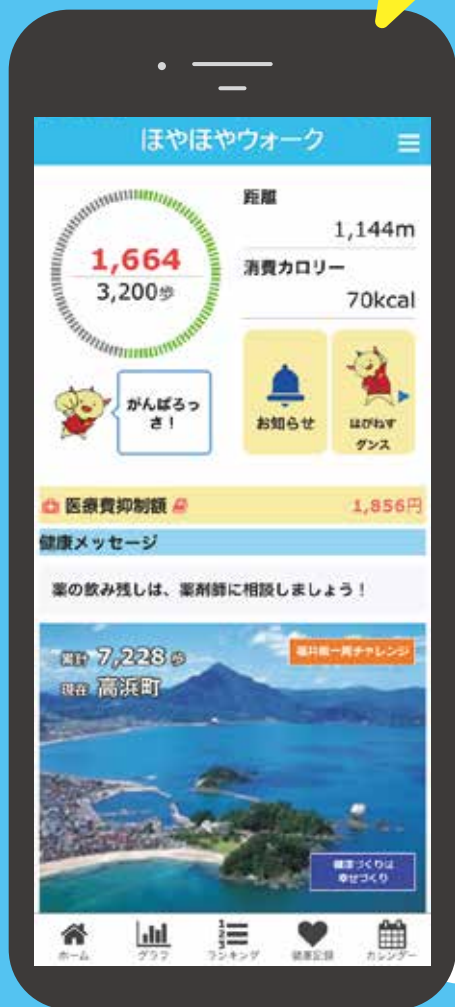 ほやほやウォーク
1,664
3,200歩
距離
1,144m
消費カロリー
70kcal
がんばろっ
さ！
お知らせ
はぴねす
ダンス
医療費抑制額
1,856円
健康メッセージ
薬の飲み残しは、薬剤師に相談しましょう！
累計 7,228 歩
現在 高浜町
福井県一周チャレンジ
健康づくりは
幸せづくり
ホーム
グラフ
ランキング
健康記録
カレンダー